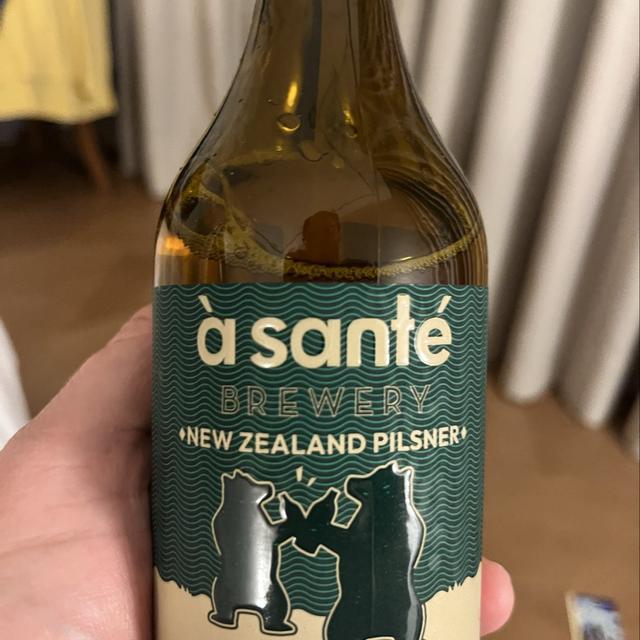 à santé
BREWERY
NEW ZEALAND PILSNER